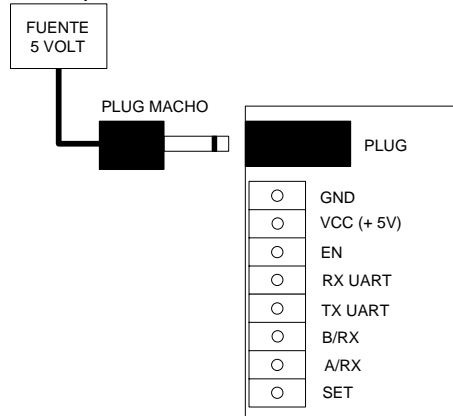 FUENTE
5 VOLT
PLUG MACHO
PLUG
GND
VCC (+ 5V)
EN
RX UART
TX UART
B/RX
A/RX
SET